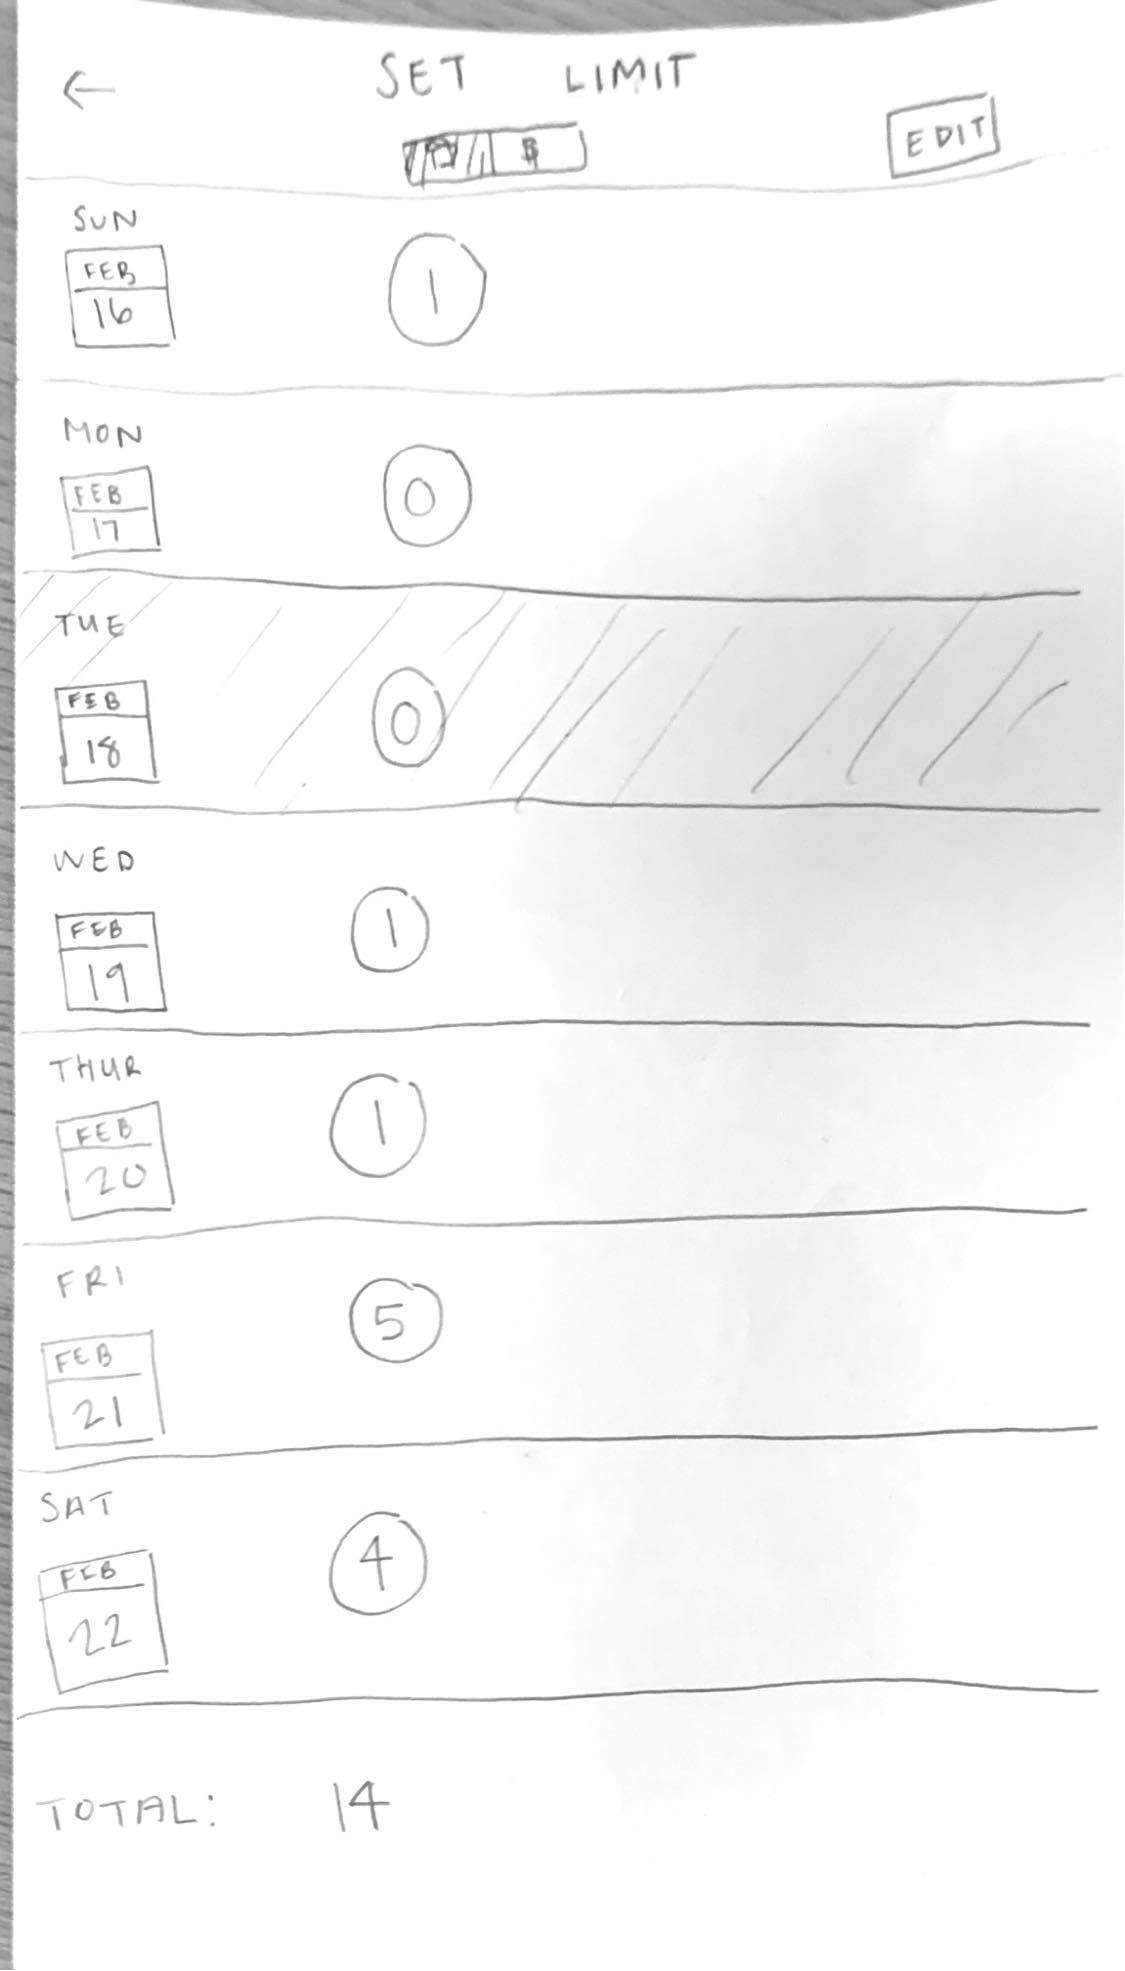 ← SET LIMIT
$
EDIT
SUN
FEB
16
1
MON
FEB
17
0
TUE
FEB
18
0
WED
FEB
19
1
THUR
FEB
20
1
FRI
FEB
21
5
SAT
FEB
22
4
TOTAL: 14